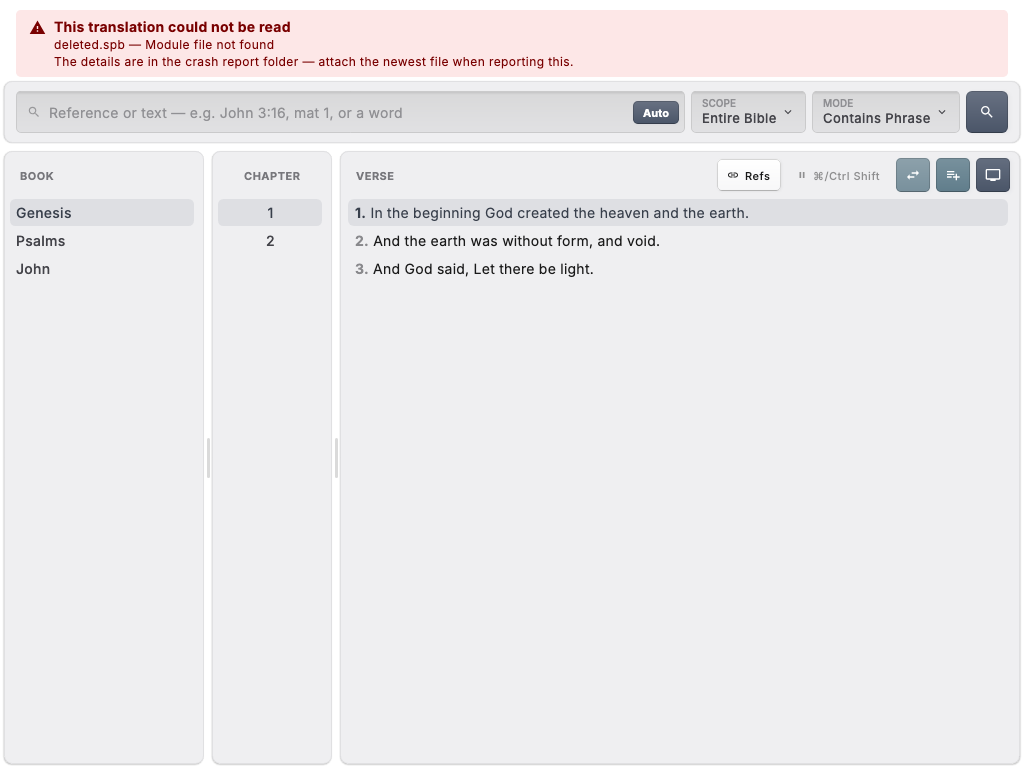 This translation could not be read
deleted.spb — Module file not found
The details are in the crash report folder — attach the newest file when reporting this.
Reference or text — e.g. John 3:16, mat 1, or a word
Auto
SCOPE
Entire Bible
MODE
Contains Phrase
BOOK
CHAPTER
VERSE
Refs
⌘/Ctrl Shift
Genesis
Psalms
John
1
2
1. In the beginning God created the heaven and the earth.
2. And the earth was without form, and void.
3. And God said, Let there be light.